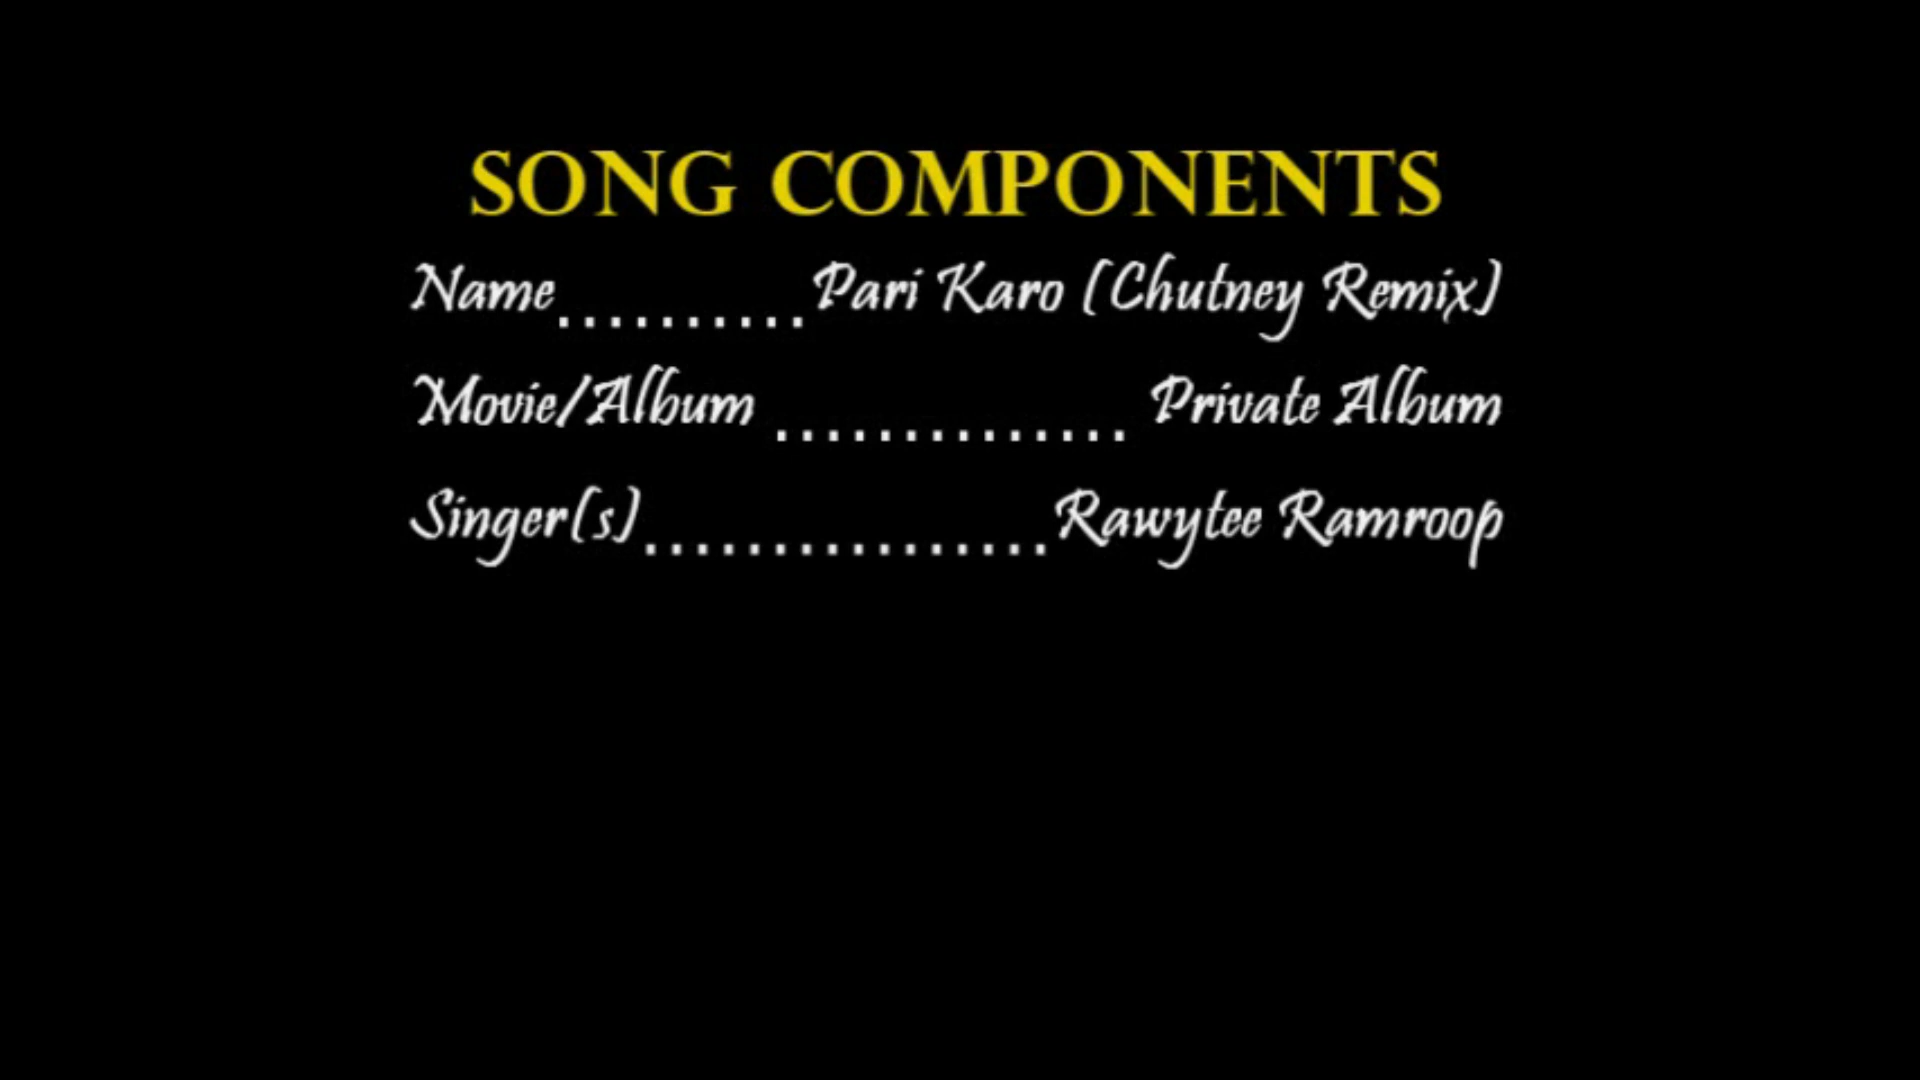 SONG COMPONENTS
Name..........Pari Karo (Chutney Remix)
Movie/Album .............. Private Album
Singer(s)................Rawytee Ramroop